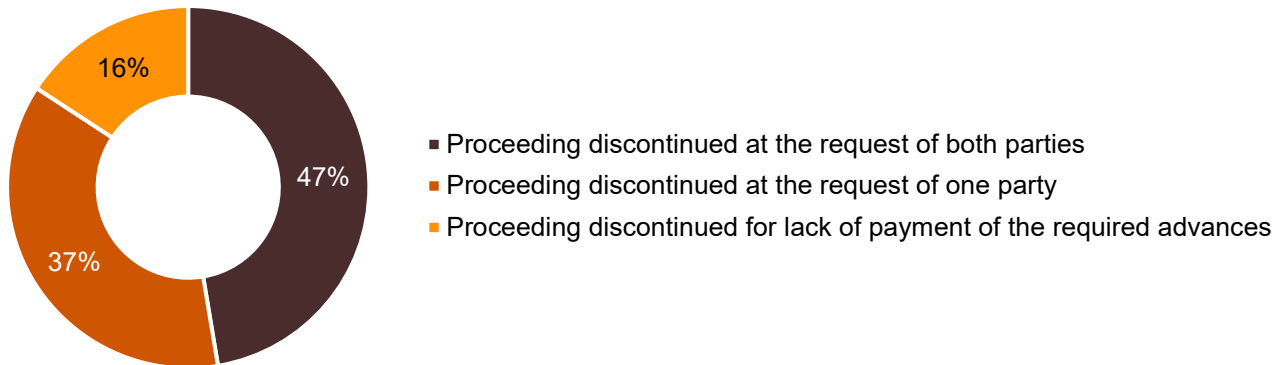 16%
47%
37%
Proceeding discontinued at the request of both parties
Proceeding discontinued at the request of one party
Proceeding discontinued for lack of payment of the required advances